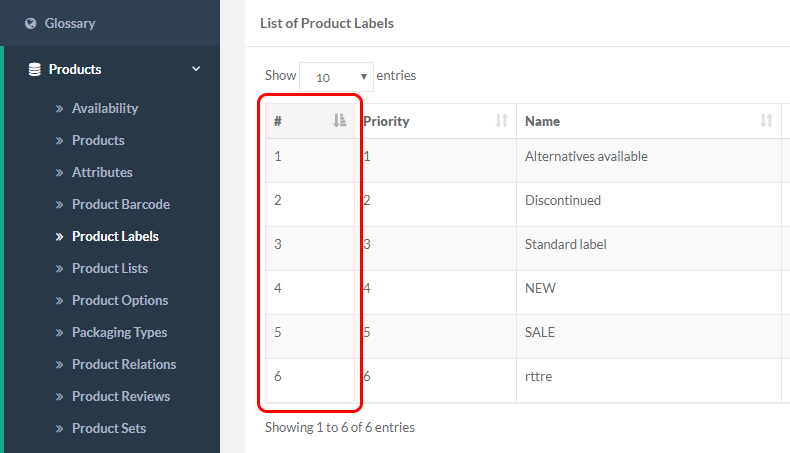 Glossary
Products
Availability
Products
Attributes
Product Barcode
Product Labels
Product Lists
Product Options
Packaging Types
Product Relations
Product Reviews
Product Sets
List of Product Labels
Show 10 entries
# Priority Name
1 1 Alternatives available
2 2 Discontinued
3 3 Standard label
4 4 NEW
5 5 SALE
6 6 rttre
Showing 1 to 6 of 6 entries